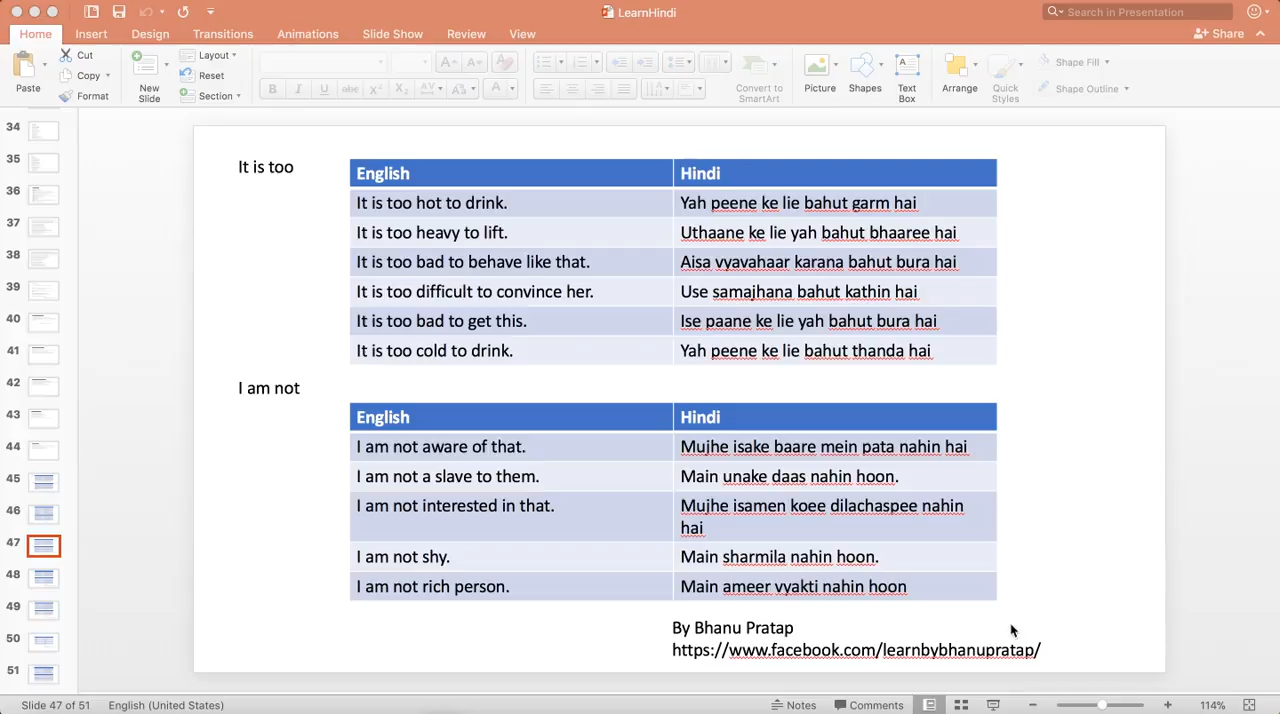 LearnHindi
Search in Presentation
Home Insert Design Transitions Animations Slide Show Review View Share
Paste Cut Copy Format New Slide Layout Reset Section Convert to SmartArt Picture Shapes Text Box Arrange Quick Styles Shape Fill Shape Outline
B I U abc X² X₂ AV Aa A
34
35
36
37
38
39
40
41
42
43
44
45
46
47
48
49
50
51
It is too
English Hindi
It is too hot to drink. Yah peene ke lie bahut garm hai
It is too heavy to lift. Uthaane ke lie yah bahut bhaaree hai
It is too bad to behave like that. Aisa vyavahaar karana bahut bura hai
It is too difficult to convince her. Use samajhana bahut kathin hai
It is too bad to get this. Ise paane ke lie yah bahut bura hai
It is too cold to drink. Yah peene ke lie bahut thanda hai
I am not
English Hindi
I am not aware of that. Mujhe isake baare mein pata nahin hai
I am not a slave to them. Main unake daas nahin hoon.
I am not interested in that. Mujhe isamen koee dilachaspee nahin
hai
I am not shy. Main sharmila nahin hoon.
I am not rich person. Main ameer vyakti nahin hoon
By Bhanu Pratap
https://www.facebook.com/learnbybhanupratap/
Slide 47 of 51 English (United States) Notes Comments 114%